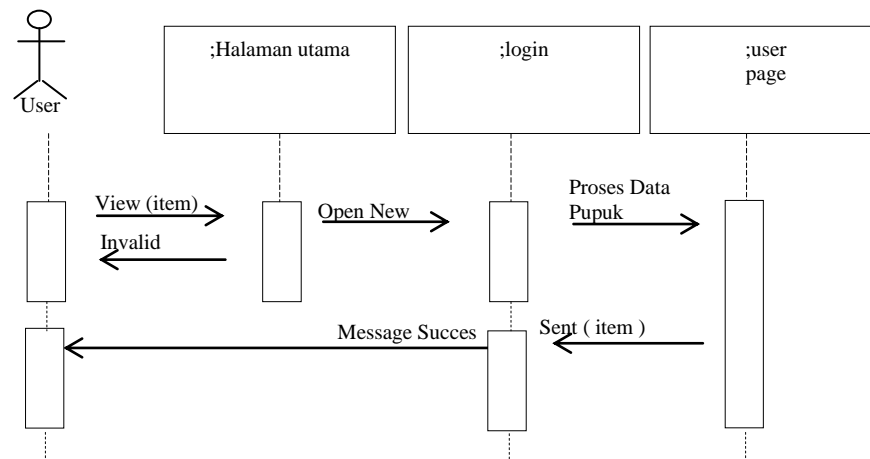 ;Halaman utama
;login
;user
page
User
View (item)
Open New
Proses Data
Pupuk
Invalid
Message Succes
Sent ( item )